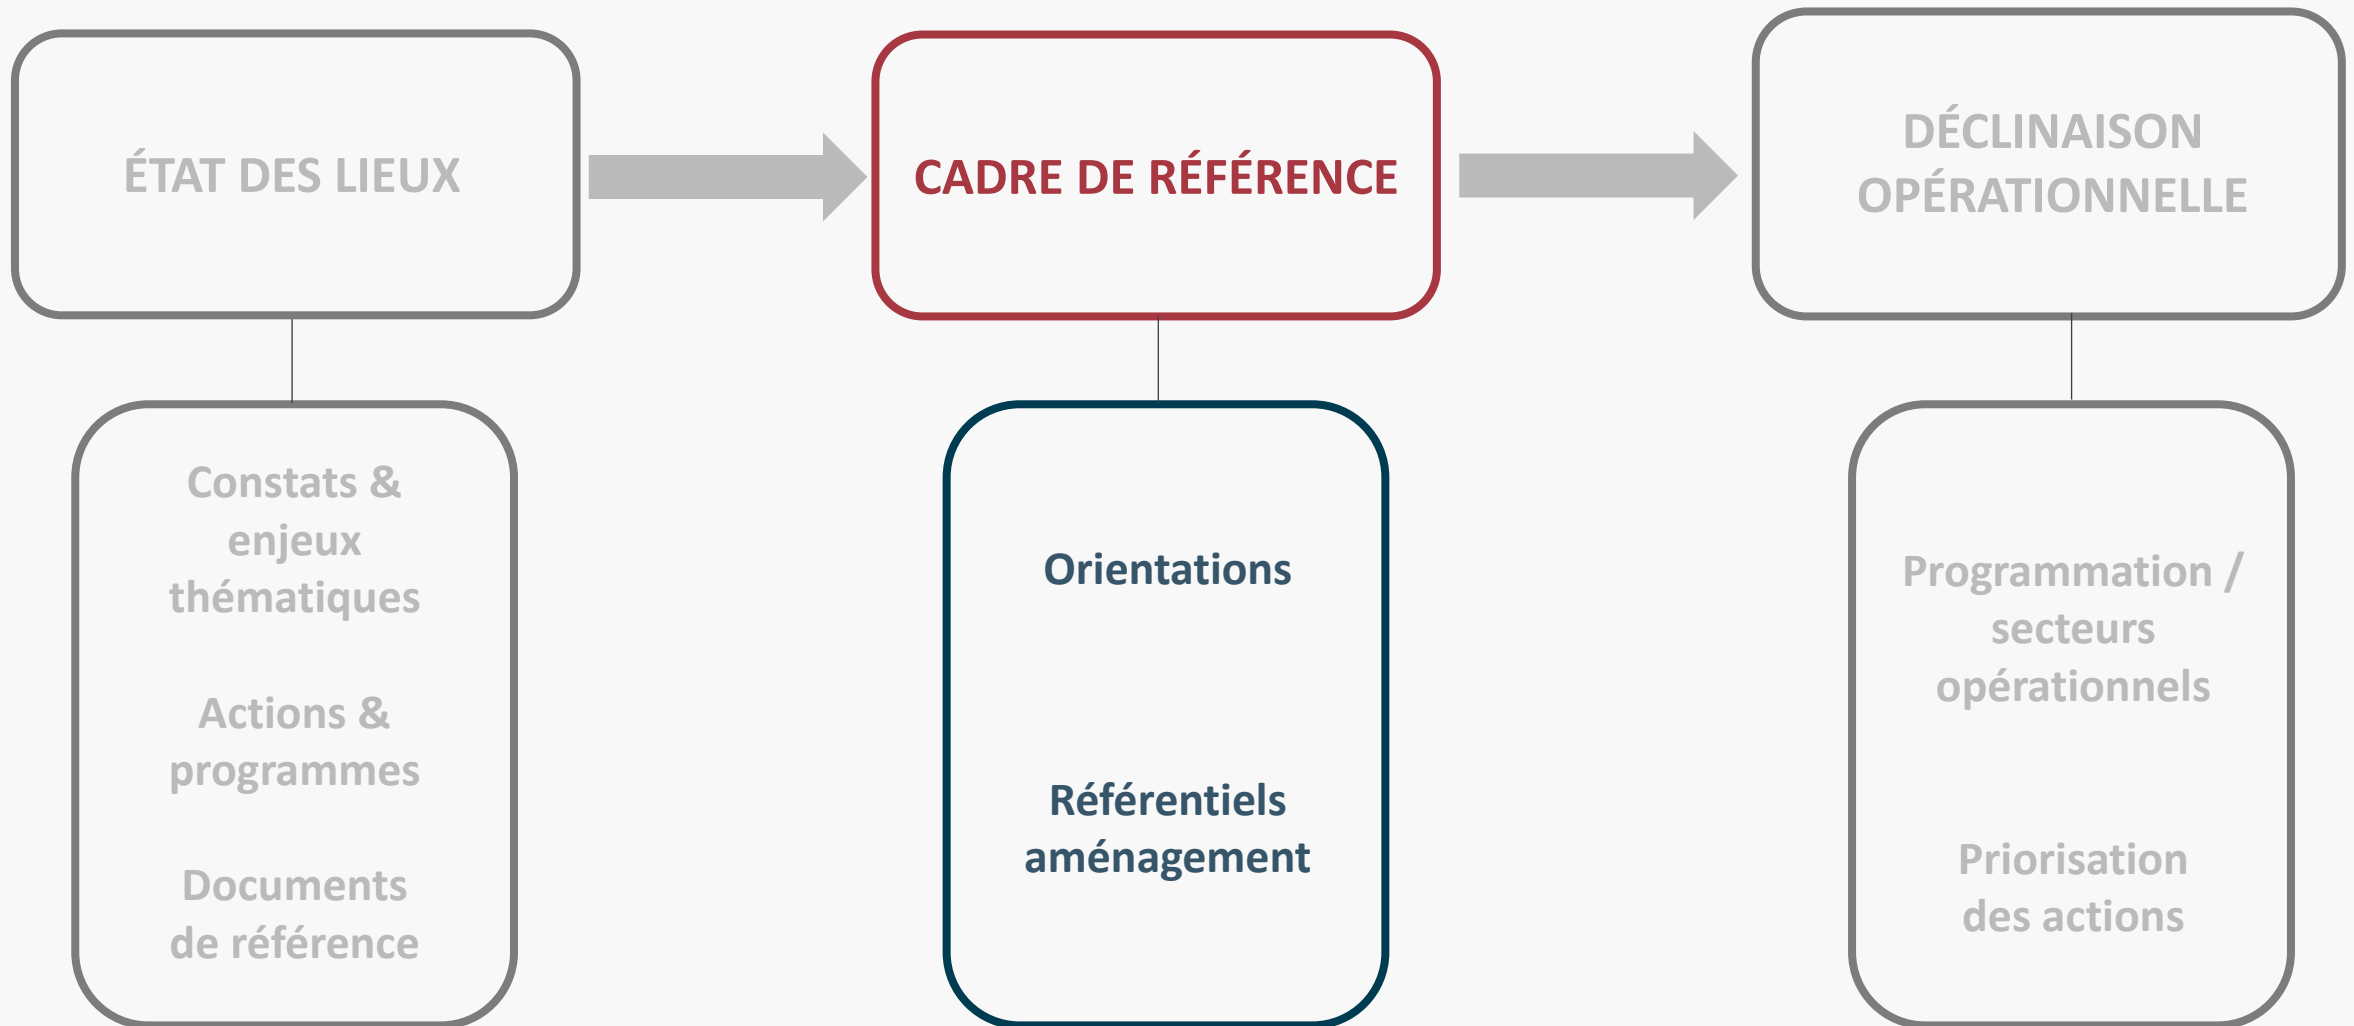 ÉTAT DES LIEUX
CADRE DE RÉFÉRENCE
DÉCLINAISON
OPÉRATIONNELLE
Constats &
enjeux
thématiques
Actions &
programmes
Documents
de référence
Orientations
Référentiels
aménagement
Programmation /
secteurs
opérationnels
Priorisation
des actions